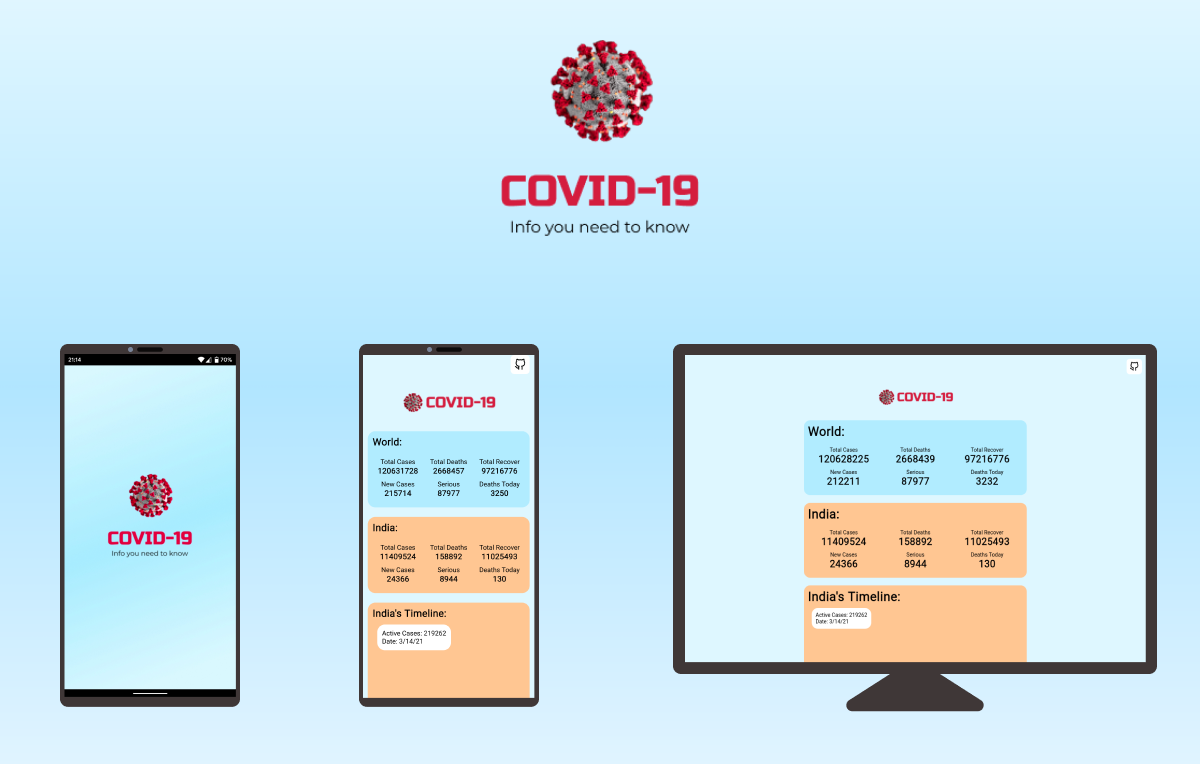 COVID-19
Info you need to know
21:14
70%
COVID-19
Info you need to know
COVID-19
World:
Total Cases Total Deaths Total Recover
120631728 2668457 97216776
New Cases Serious Deaths Today
215714 87977 3250
India:
Total Cases Total Deaths Total Recover
11409524 158892 11025493
New Cases Serious Deaths Today
24366 8944 130
India's Timeline:
Active Cases: 219262
Date: 3/14/21
COVID-19
World:
Total Cases Total Deaths Total Recover
120628225 2668439 97216776
New Cases Serious Deaths Today
212211 87977 3232
India:
Total Cases Total Deaths Total Recover
11409524 158892 11025493
New Cases Serious Deaths Today
24366 8944 130
India's Timeline:
Active Cases: 219262
Date: 3/14/21